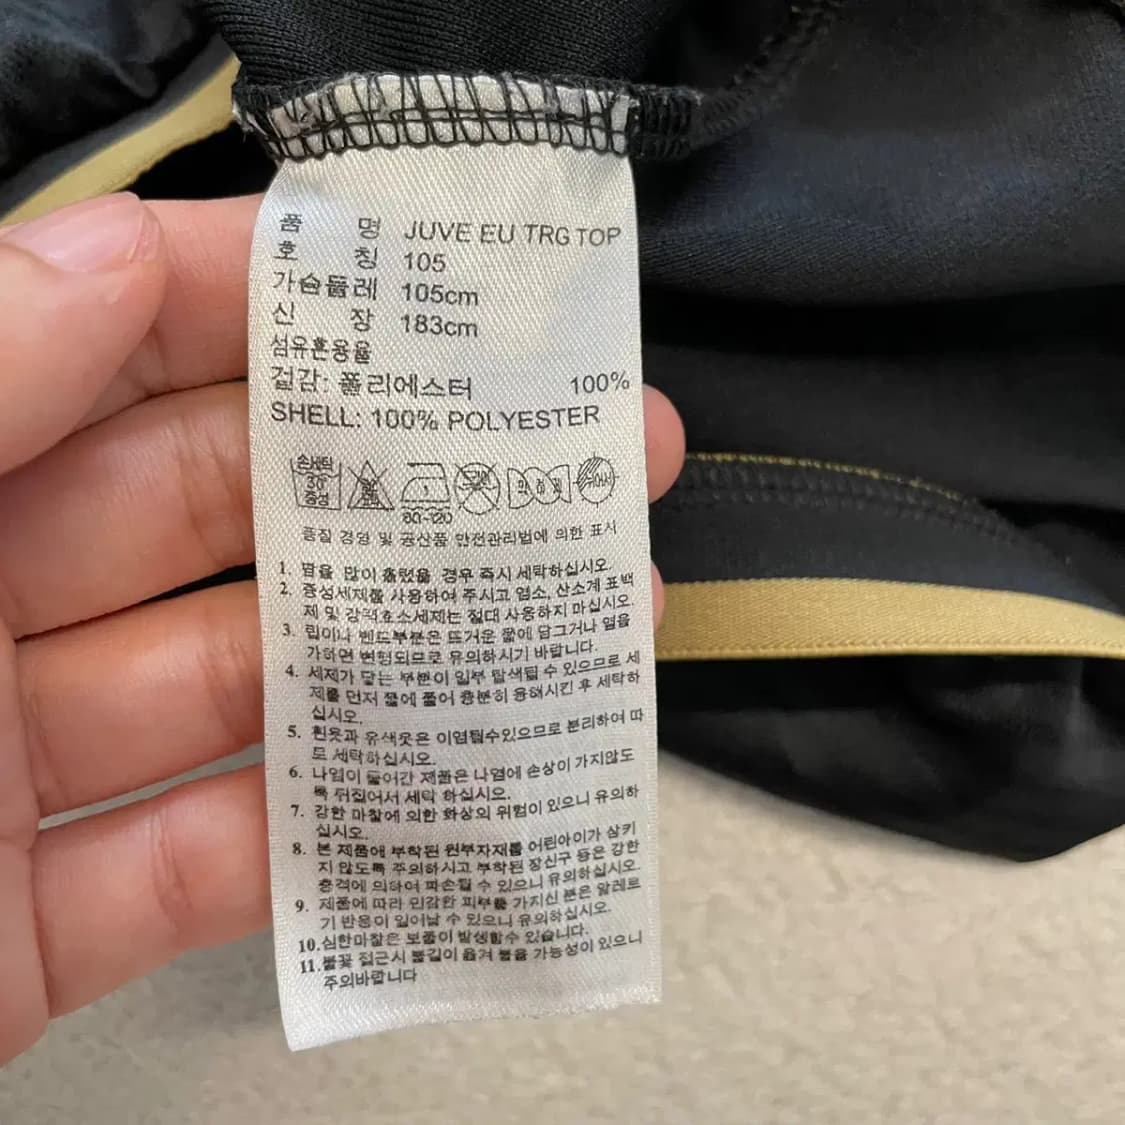 품 명 JUVE EU TRG TOP
호 칭 105
가슴둘레 105cm
신 장 183cm
섬유혼용율
겉감: 폴리에스터 100%
SHELL: 100% POLYESTER
손세탁 30 중성
80~120
품질 경영 및 공산품 안전관리법에 의한 표시
1. 땀을 많이 흘렸을 경우 즉시 세탁하십시오.
2. 중성세제를 사용하여 주시고 염소, 산소계 표백
제 및 강력효소세제는 절대 사용하지 마십시오.
3. 립이나 밴드부분은 뜨거운 물에 담그거나 열을
가하면 변형되므로 유의하시기 바랍니다.
4. 세제가 닿는 부분이 일부 탈색될 수 있으므로 세
제를 먼저 물에 풀어 충분히 용해시킨 후 세탁하
십시오.
5. 흰옷과 유색옷은 이염될수있으므로 분리하여 따
로 세탁하십시오.
6. 나염이 들어간 제품은 나염에 손상이 가지않도
록 뒤집어서 세탁 하십시오.
7. 강한 마찰에 의한 화상의 위험이 있으니 유의하
십시오.
8. 본 제품에 부착된 원부자재를 어린아이가 삼키
지 않도록 주의하시고 부착된 장신구 등은 강한
충격에 의하여 파손될 수 있으니 유의하십시오.
9. 제품에 따라 민감한 피부를 가지신 분은 알레르
기 반응이 일어날 수 있으니 유의하십시오.
10.심한마찰은 보풀이 발생할수 있습니다.
11.불꽃 접근시 불길이 옮겨 붙을 가능성이 있으니
주의바랍니다